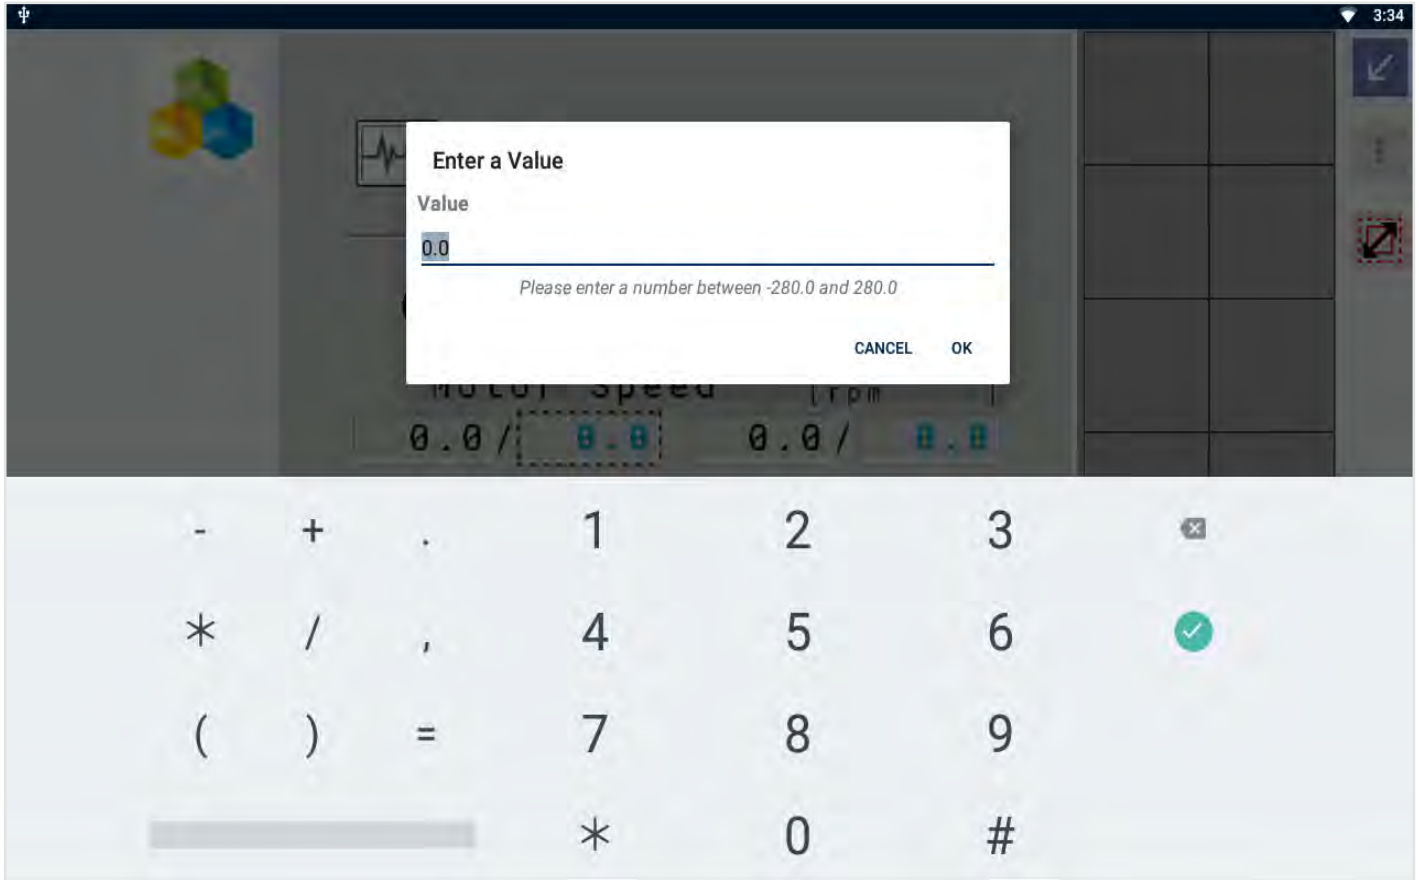 3:34
Enter a Value
Value
0.0
Please enter a number between -280.0 and 280.0
CANCEL OK
Motor Speed [rpm ]
0.0/ 0.0 0.0/ 0.0
- + . 1 2 3
* / , 4 5 6
( ) = 7 8 9
* 0 #